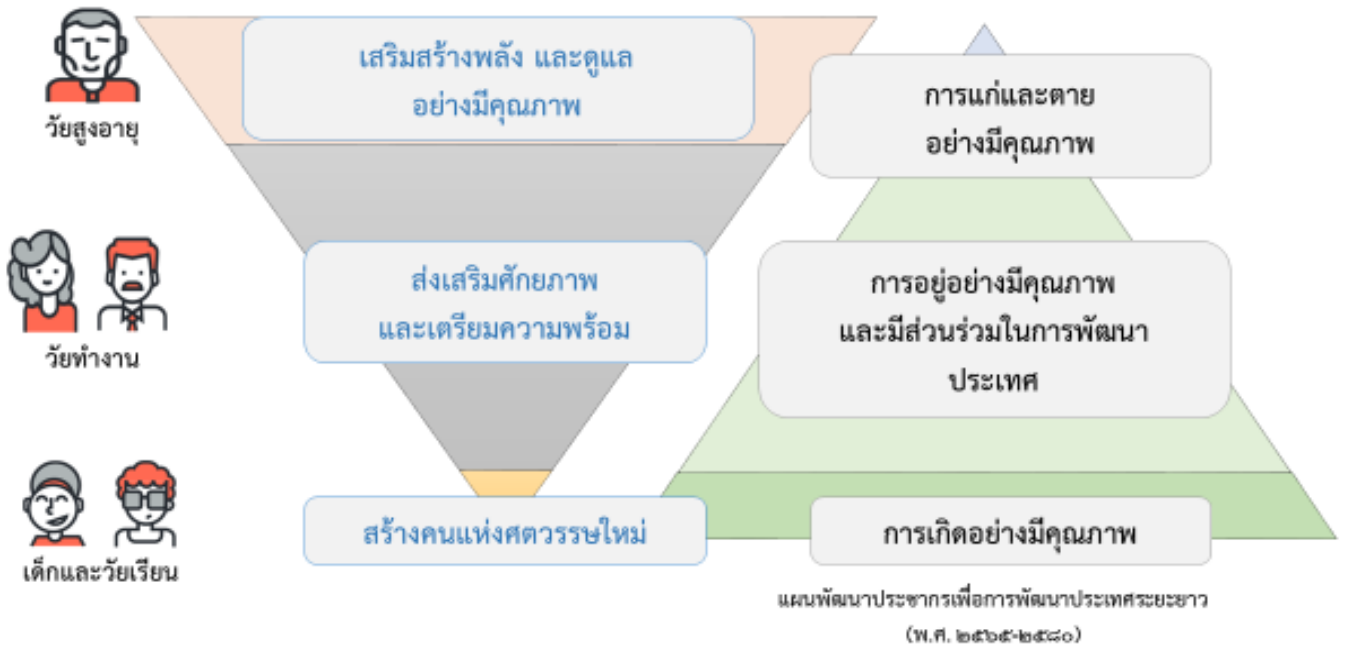 เสริมสร้างพลัง และดูแล
อย่างมีคุณภาพ
การแก่และตาย
อย่างมีคุณภาพ
วัยสูงอายุ
ส่งเสริมศักยภาพ
และเตรียมความพร้อม
การอยู่อย่างมีคุณภาพ
และมีส่วนร่วมในการพัฒนา
ประเทศ
วัยทำงาน
สร้างคนแห่งศตวรรษใหม่
การเกิดอย่างมีคุณภาพ
เด็กและวัยเรียน
แผนพัฒนาประชากรเพื่อการพัฒนาประเทศระยะยาว
(พ.ศ. ๒๕๖๕-๒๕๘๐)